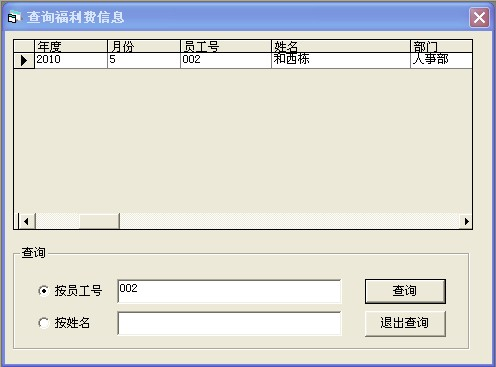 查询福利费信息
年度 月份 员工号 姓名 部门
2010 5 002 和西栋 人事部
查询
按员工号 002 查询
按姓名 退出查询